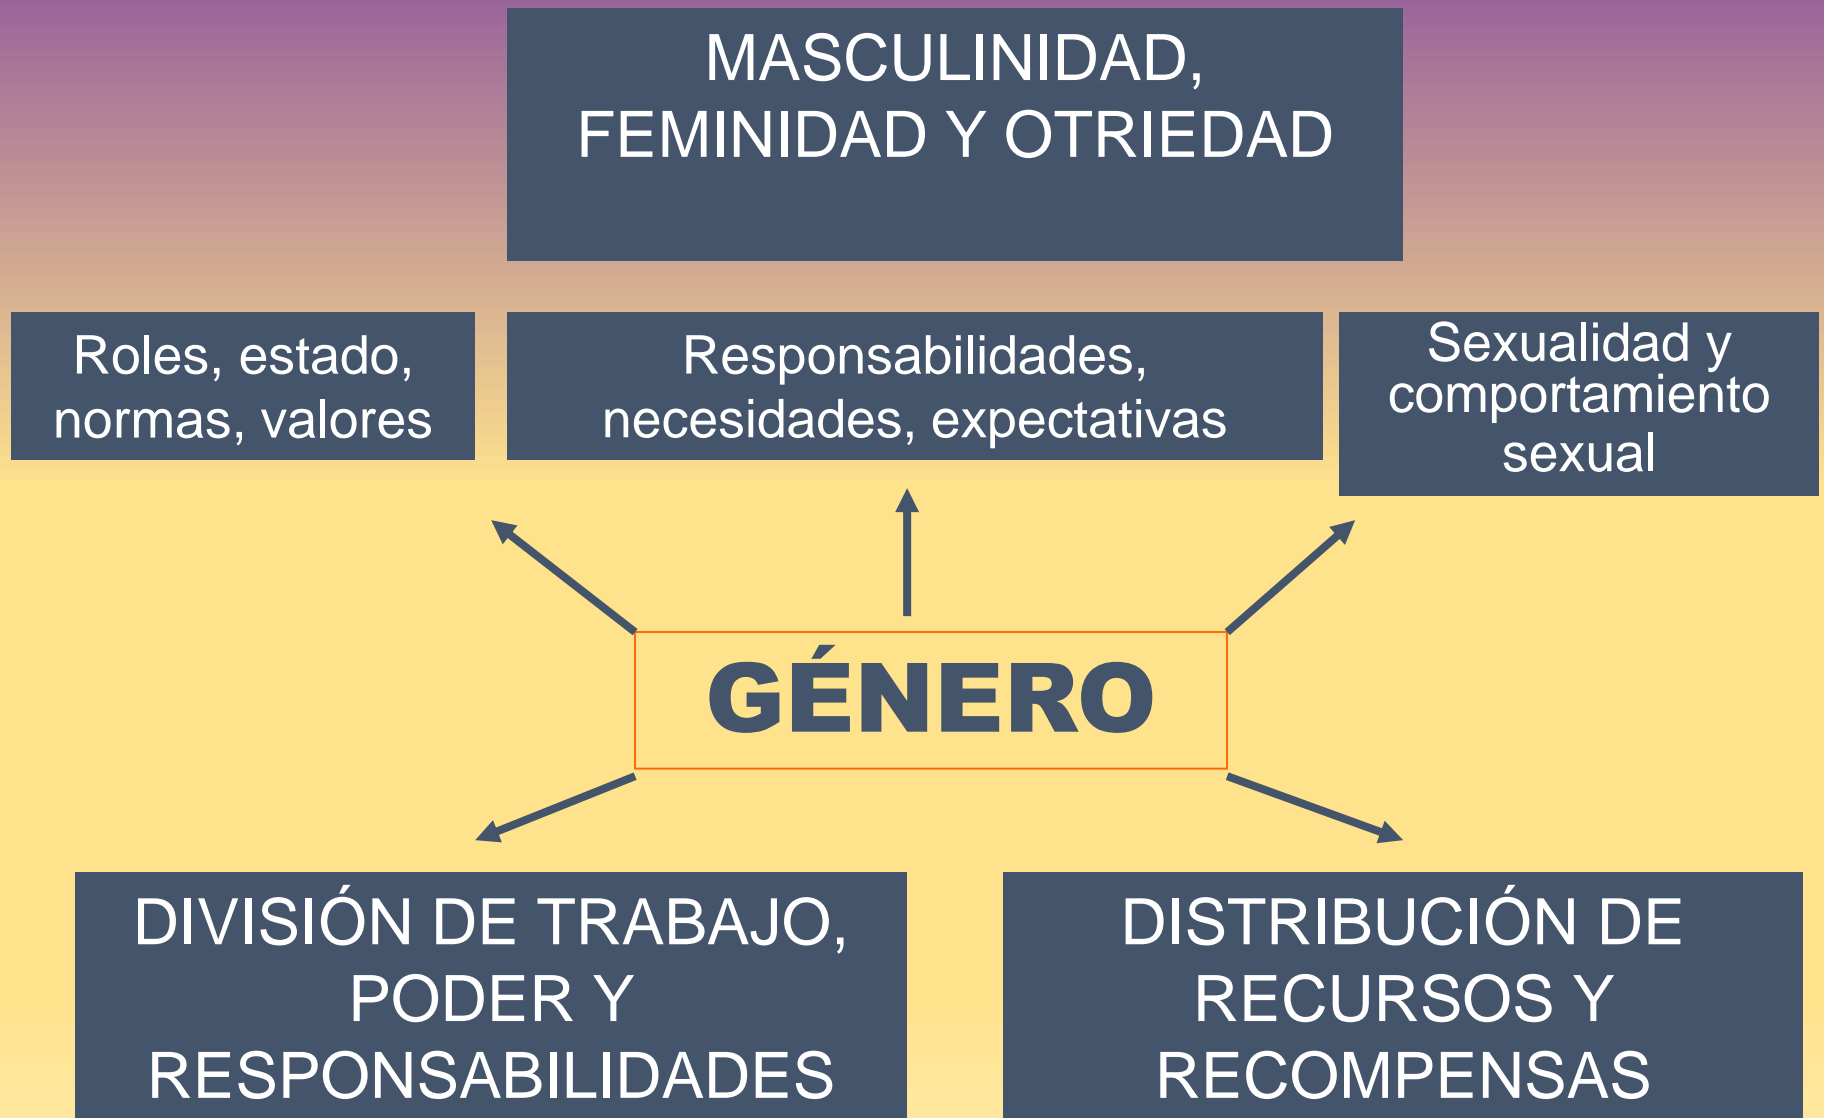 MASCULINIDAD,
FEMINIDAD Y OTRIEDAD
Roles, estado,
normas, valores
Responsabilidades,
necesidades, expectativas
Sexualidad y
comportamiento
sexual
GÉNERO
DIVISIÓN DE TRABAJO,
PODER Y
RESPONSABILIDADES
DISTRIBUCIÓN DE
RECURSOS Y
RECOMPENSAS